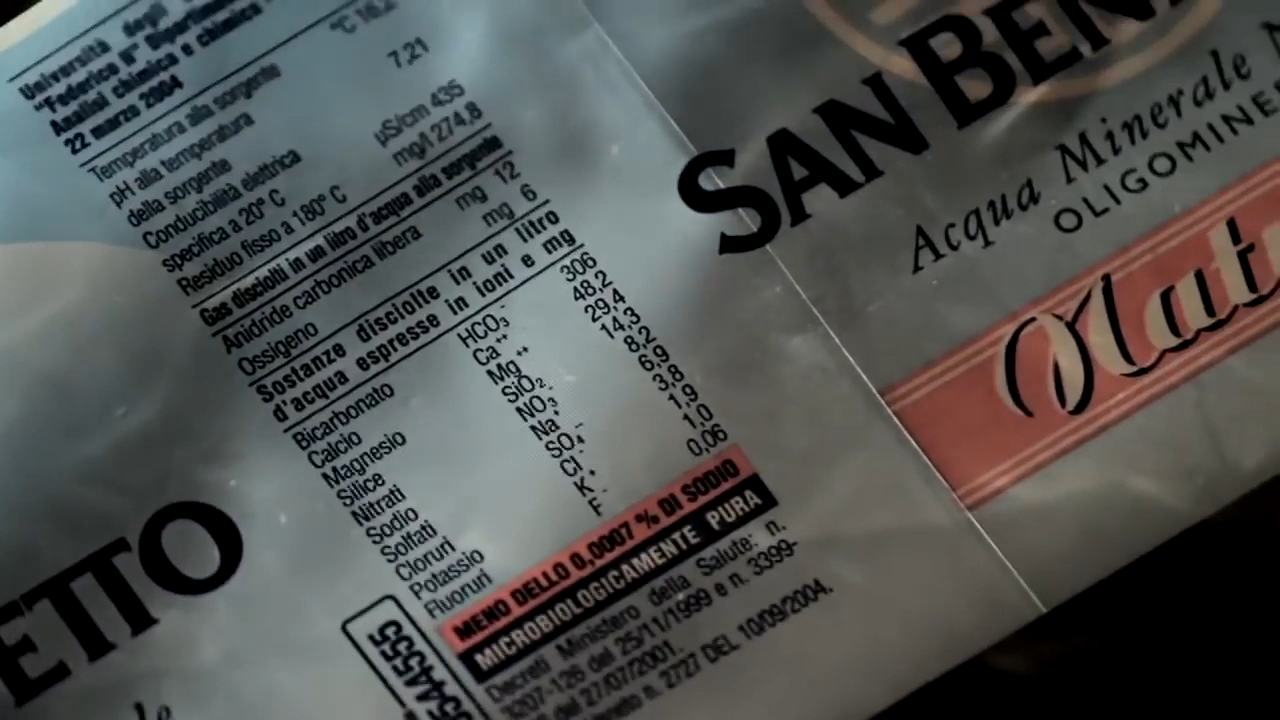 Università degli
"Federico II" Dipartimento
Analisi chimica e chimica
22 marzo 2004
Temperatura alla sorgente °C 16,2
pH alla temperatura
della sorgente 7,21
Conducibilità elettrica
specifica a 20° C µS/cm 435
Residuo fisso a 180° C mg/l 274,8
Gas disciolti in un litro d'acqua alla sorgente
Anidride carbonica libera mg 12
Ossigeno mg 6
Sostanze disciolte in un litro
d'acqua espresse in ioni e mg
Bicarbonato HCO₃⁻ 306
Calcio Ca⁺⁺ 48,2
Magnesio Mg⁺⁺ 29,4
Silice SiO₂ 14,3
Nitrati NO₃⁻ 8,2
Sodio Na⁺ 6,9
Solfati SO₄⁻⁻ 3,8
Cloruri Cl⁻ 1,9
Potassio K⁺ 1,0
Fluoruri F⁻ 0,06
MENO DELLO 0,0007 % DI SODIO
MICROBIOLOGICAMENTE PURA
Decreti Ministero della Salute: n.
3207-126 del 25/11/1999 e n. 3399-
del 27/07/2001.
n. 2727 DEL 10/09/2004.
544555
ETTO
le
SAN BEN
Acqua Minerale N
OLIGOMINE
Natu